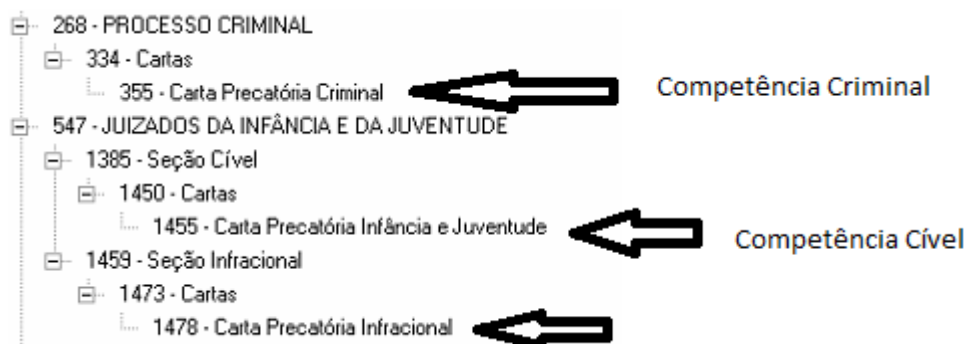 268 - PROCESSO CRIMINAL
334 - Cartas
355 - Carta Precatória Criminal
Competência Criminal
547 - JUIZADOS DA INFÂNCIA E DA JUVENTUDE
1385 - Seção Cível
1450 - Cartas
1455 - Carta Precatória Infância e Juventude
Competência Cível
1459 - Seção Infracional
1473 - Cartas
1478 - Carta Precatória Infracional